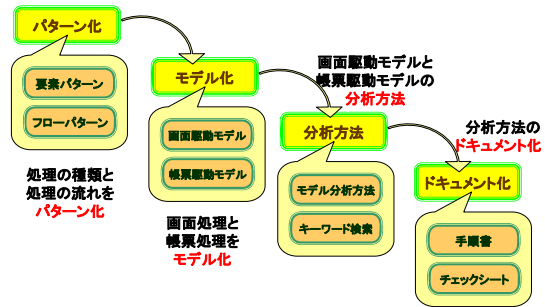 パターン化
要素パターン
フローパターン
処理の種類と
処理の流れを
パターン化
モデル化
画面駆動モデル
帳票駆動モデル
画面処理と
帳票処理を
モデル化
画面駆動モデルと
帳票駆動モデルの
分析方法
分析方法
モデル分析方法
キーワード検索
分析方法の
ドキュメント化
ドキュメント化
手順書
チェックシート